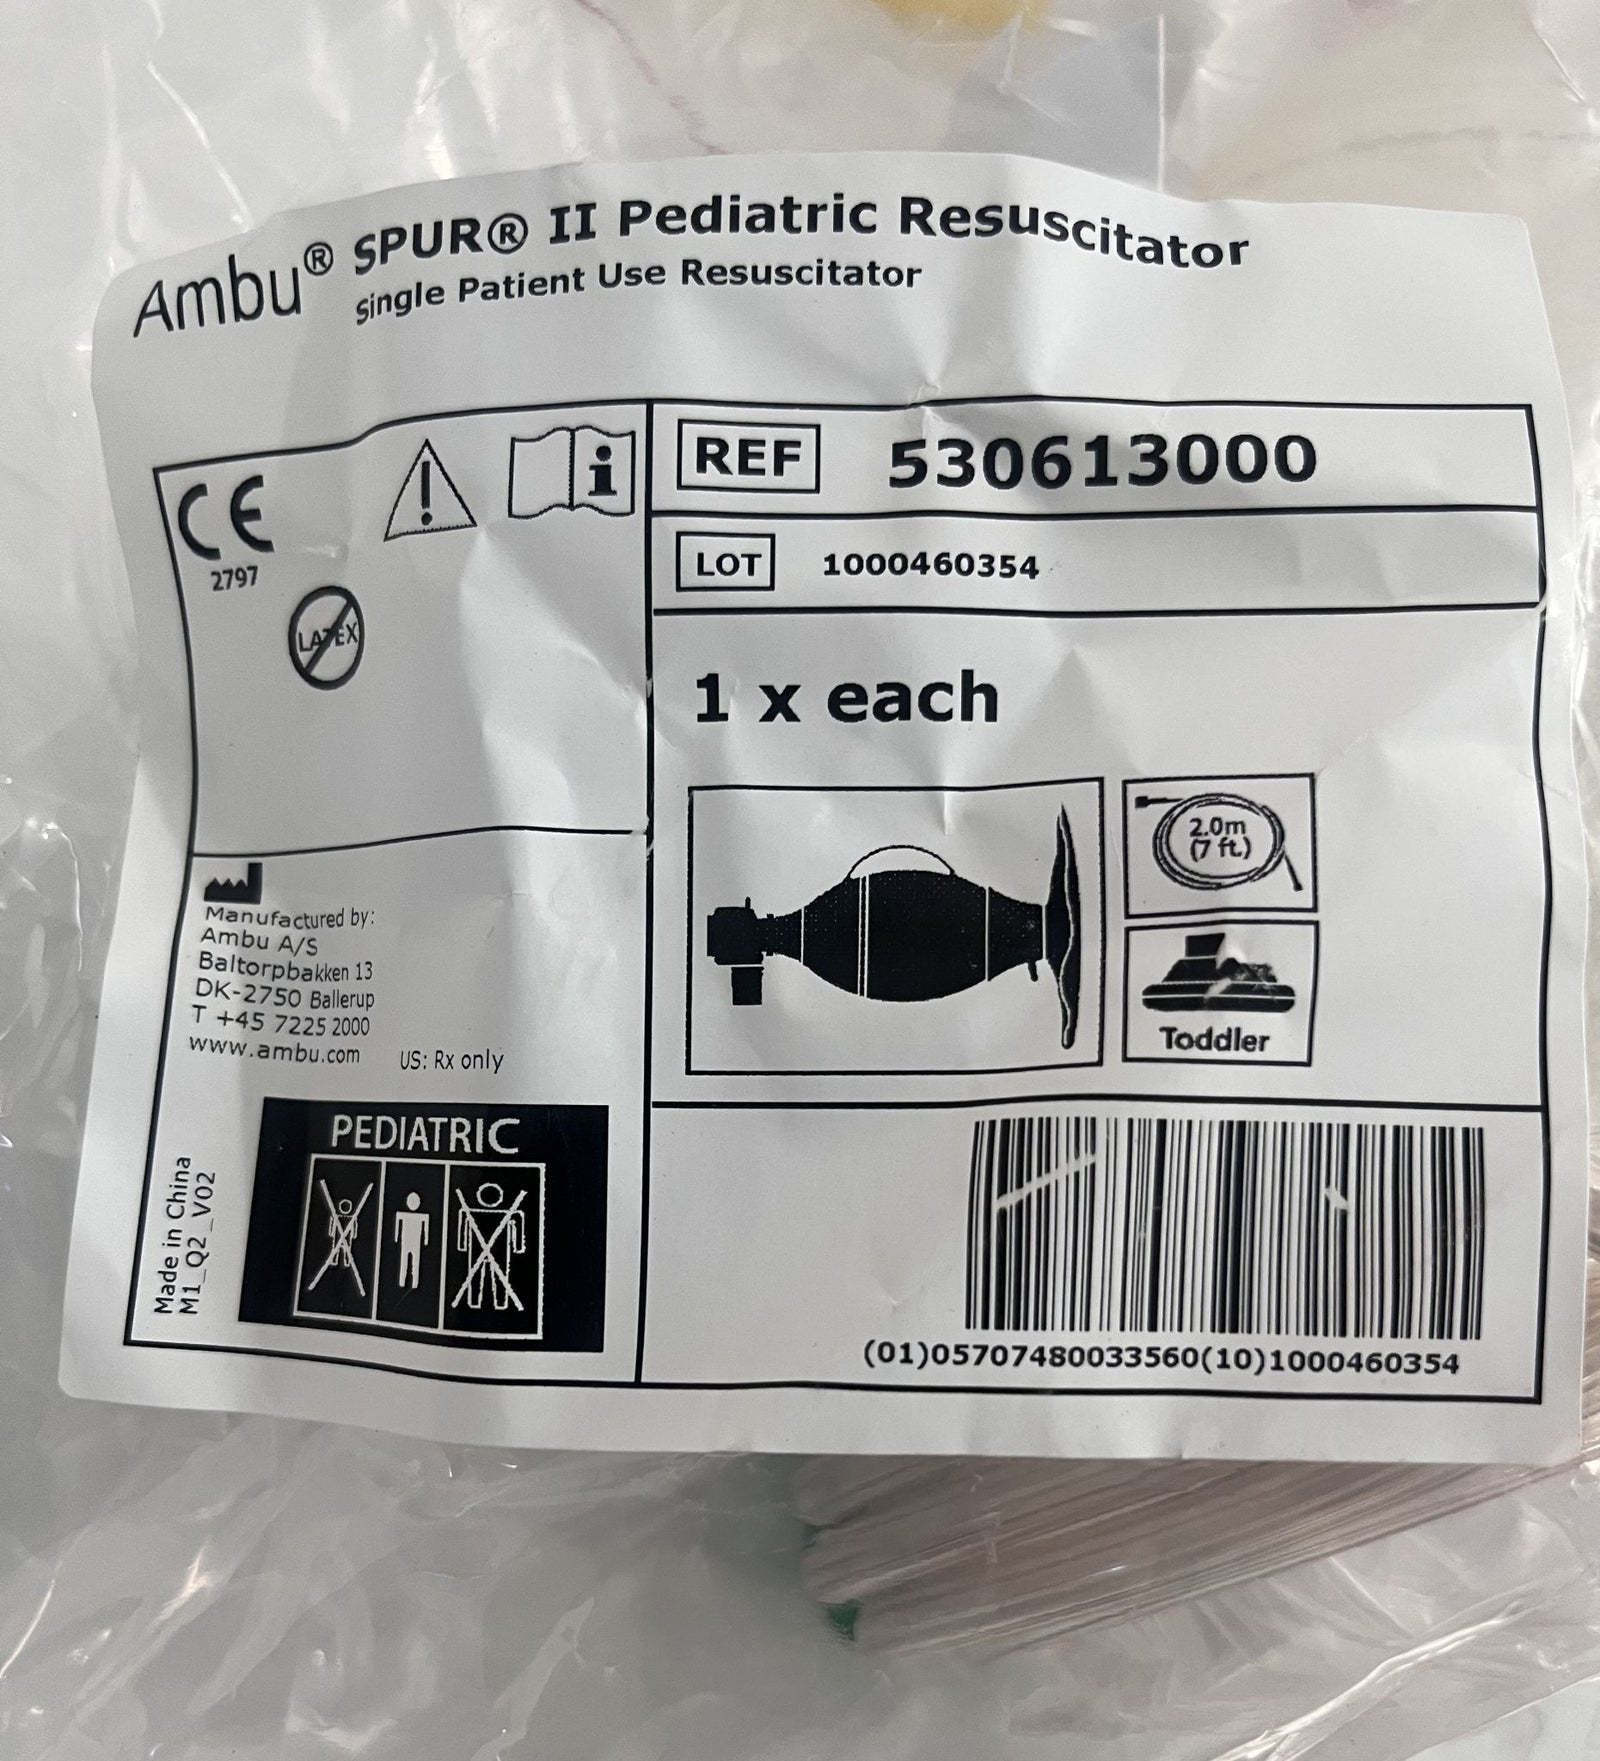 Ambu® SPUR® II Pediatric Resuscitator
Single Patient Use Resuscitator
CE
2797
LATEX
i
REF 530613000
LOT 1000460354
1 x each
2.0m
(7 ft.)
Toddler
Manufactured by:
Ambu A/S
Baltorpbakken 13
DK-2750 Ballerup
T +45 7225 2000
www.ambu.com US: Rx only
Made in China
M1_Q2_V02
PEDIATRIC
(01)05707480033560(10)1000460354